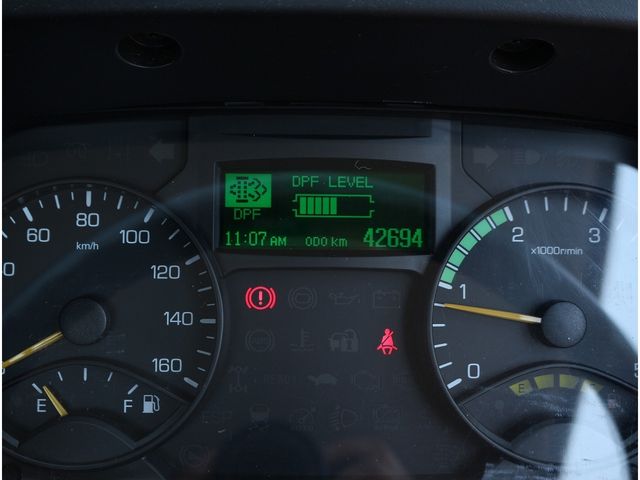 DPF LEVEL
DPF
11:07 AM ODO km 42694
60
80
100
120
140
160
km/h
E
F
0
1
2
3
x1000r/min
E